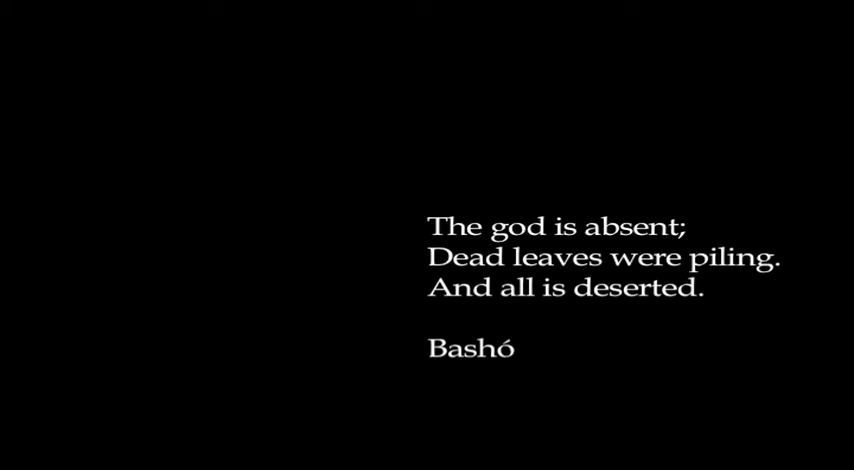 The god is absent;
Dead leaves were piling.
And all is deserted.
Bashó